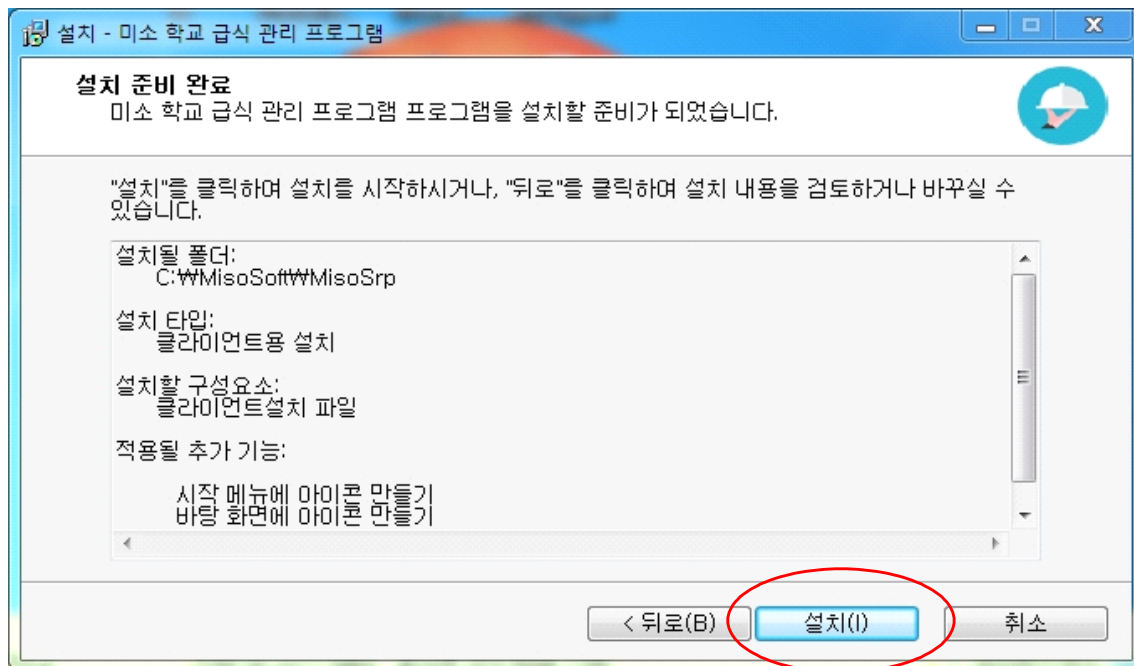 설치 - 미소 학교 급식 관리 프로그램
설치 준비 완료
미소 학교 급식 관리 프로그램 프로그램을 설치할 준비가 되었습니다.
"설치"를 클릭하여 설치를 시작하시거나, "뒤로"를 클릭하여 설치 내용을 검토하거나 바꾸실 수
있습니다.
설치될 폴더:
C:₩MisoSoft₩MisoSrp
설치 타입:
클라이언트용 설치
설치할 구성요소:
클라이언트설치 파일
적용될 추가 기능:
시작 메뉴에 아이콘 만들기
바탕 화면에 아이콘 만들기
< 뒤로(B) 설치(I) 취소